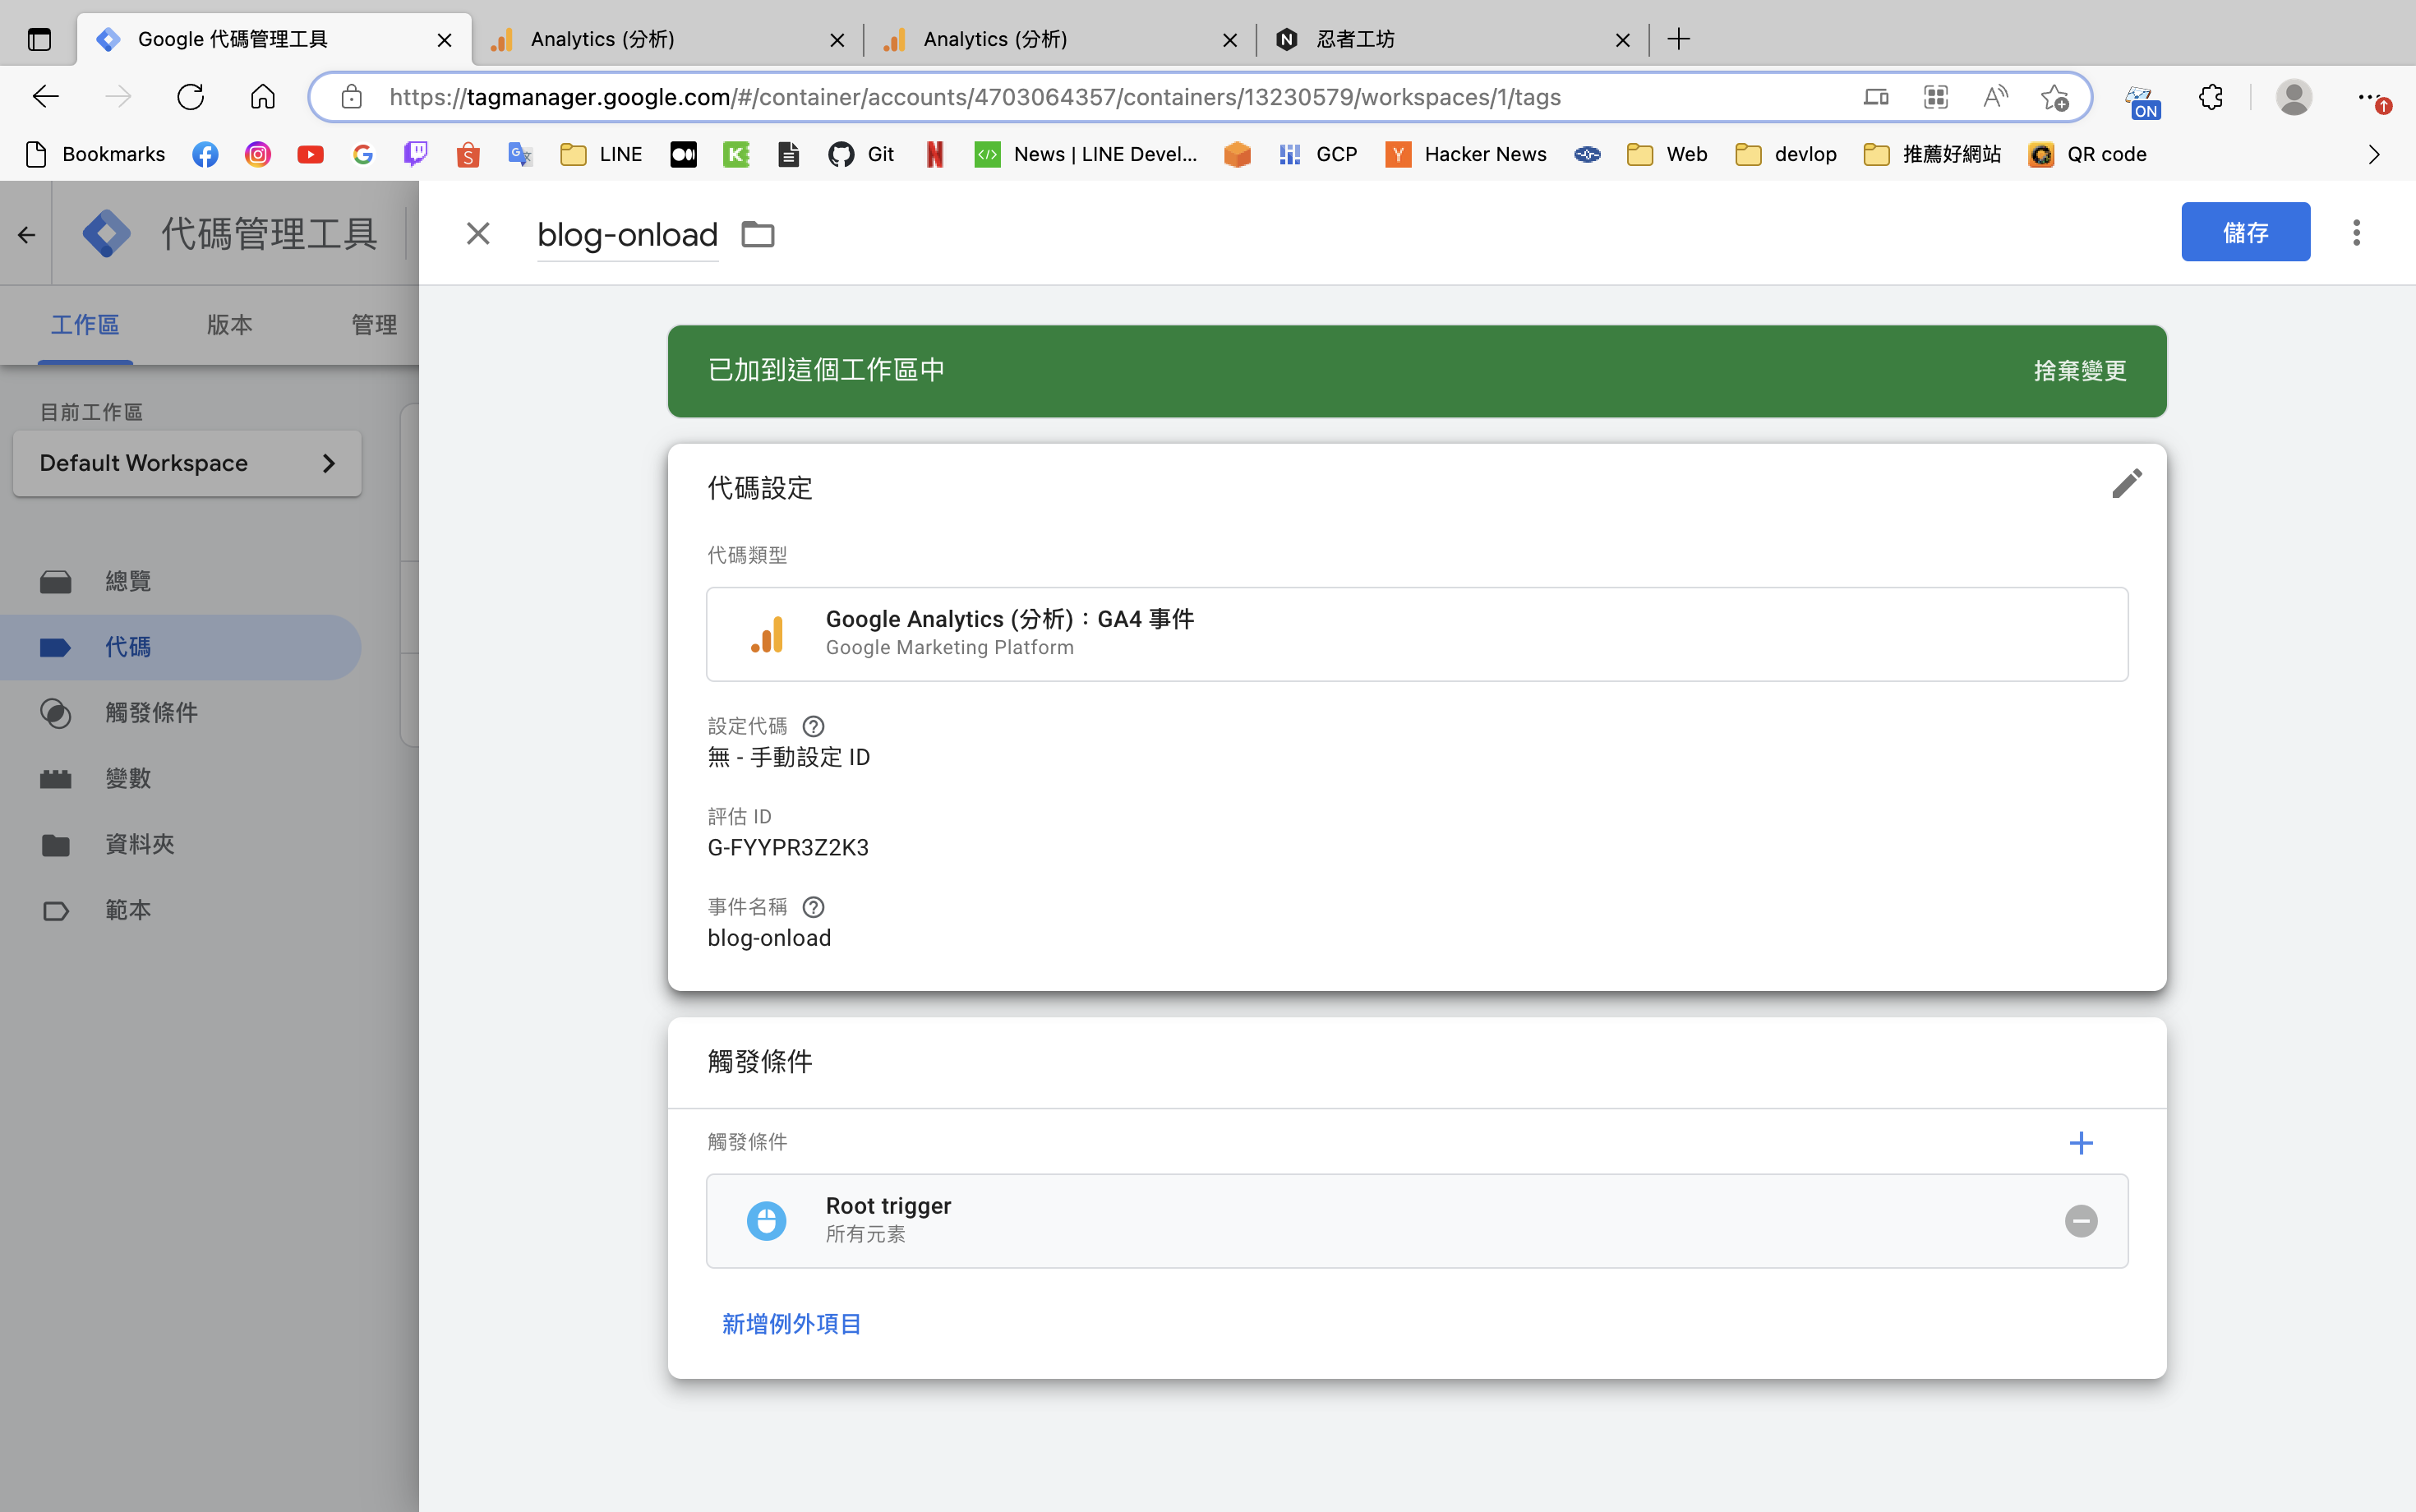 Google 代碼管理工具
Analytics (分析)
Analytics (分析)
忍者工坊
https://tagmanager.google.com/#/container/accounts/4703064357/containers/13230579/workspaces/1/tags
ON
Bookmarks
LINE
Git
News | LINE Devel...
GCP
Hacker News
Web
devlop
推薦好網站
QR code
代碼管理工具
blog-onload
儲存
工作區
版本
管理
已加到這個工作區中
捨棄變更
目前工作區
Default Workspace
代碼設定
代碼類型
總覽
Google Analytics (分析)：GA4 事件
Google Marketing Platform
代碼
觸發條件
設定代碼
無 - 手動設定 ID
變數
評估 ID
G-FYYPR3Z2K3
資料夾
範本
事件名稱
blog-onload
觸發條件
觸發條件
Root trigger
所有元素
新增例外項目